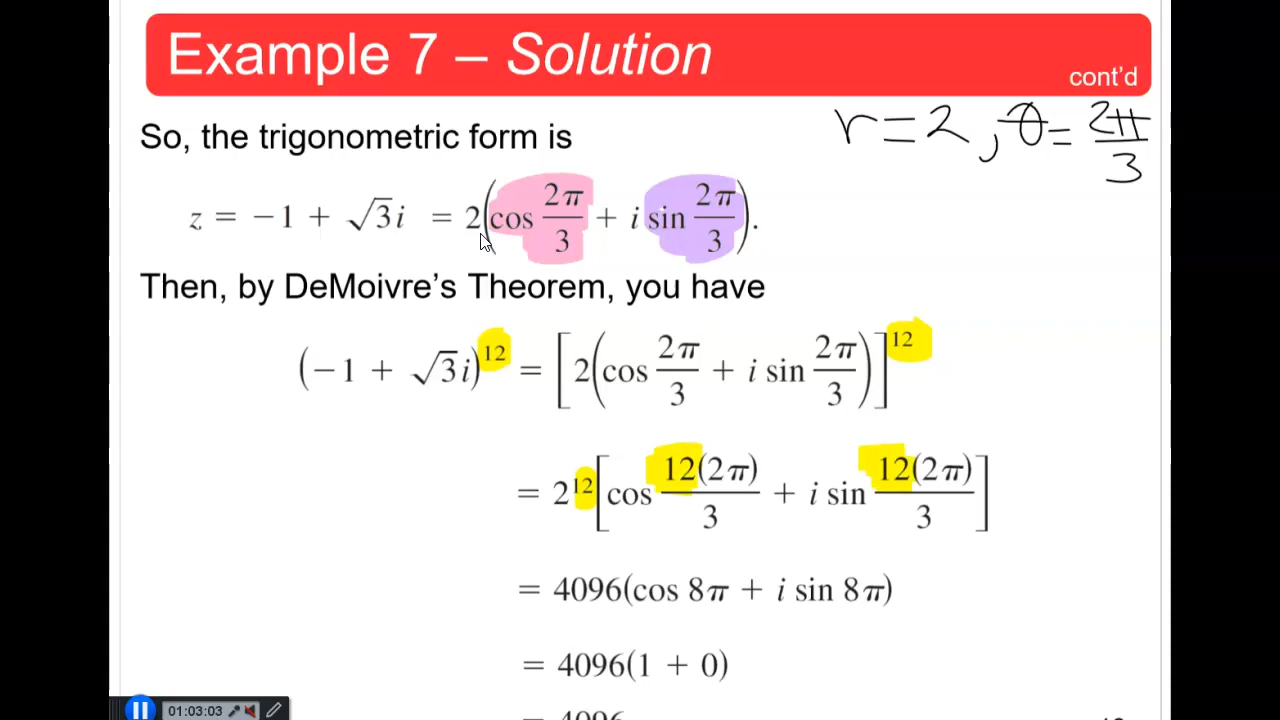 Example 7 – Solution
cont'd
r = 2, θ = 2π/3
So, the trigonometric form is
z = −1 + √3i = 2(cos 2π/3 + i sin 2π/3).
Then, by DeMoivre's Theorem, you have
(−1 + √3i)¹² = [2(cos 2π/3 + i sin 2π/3)]¹²
= 2¹²[cos 12(2π)/3 + i sin 12(2π)/3]
= 4096(cos 8π + i sin 8π)
= 4096(1 + 0)
= 4096
01:03:03